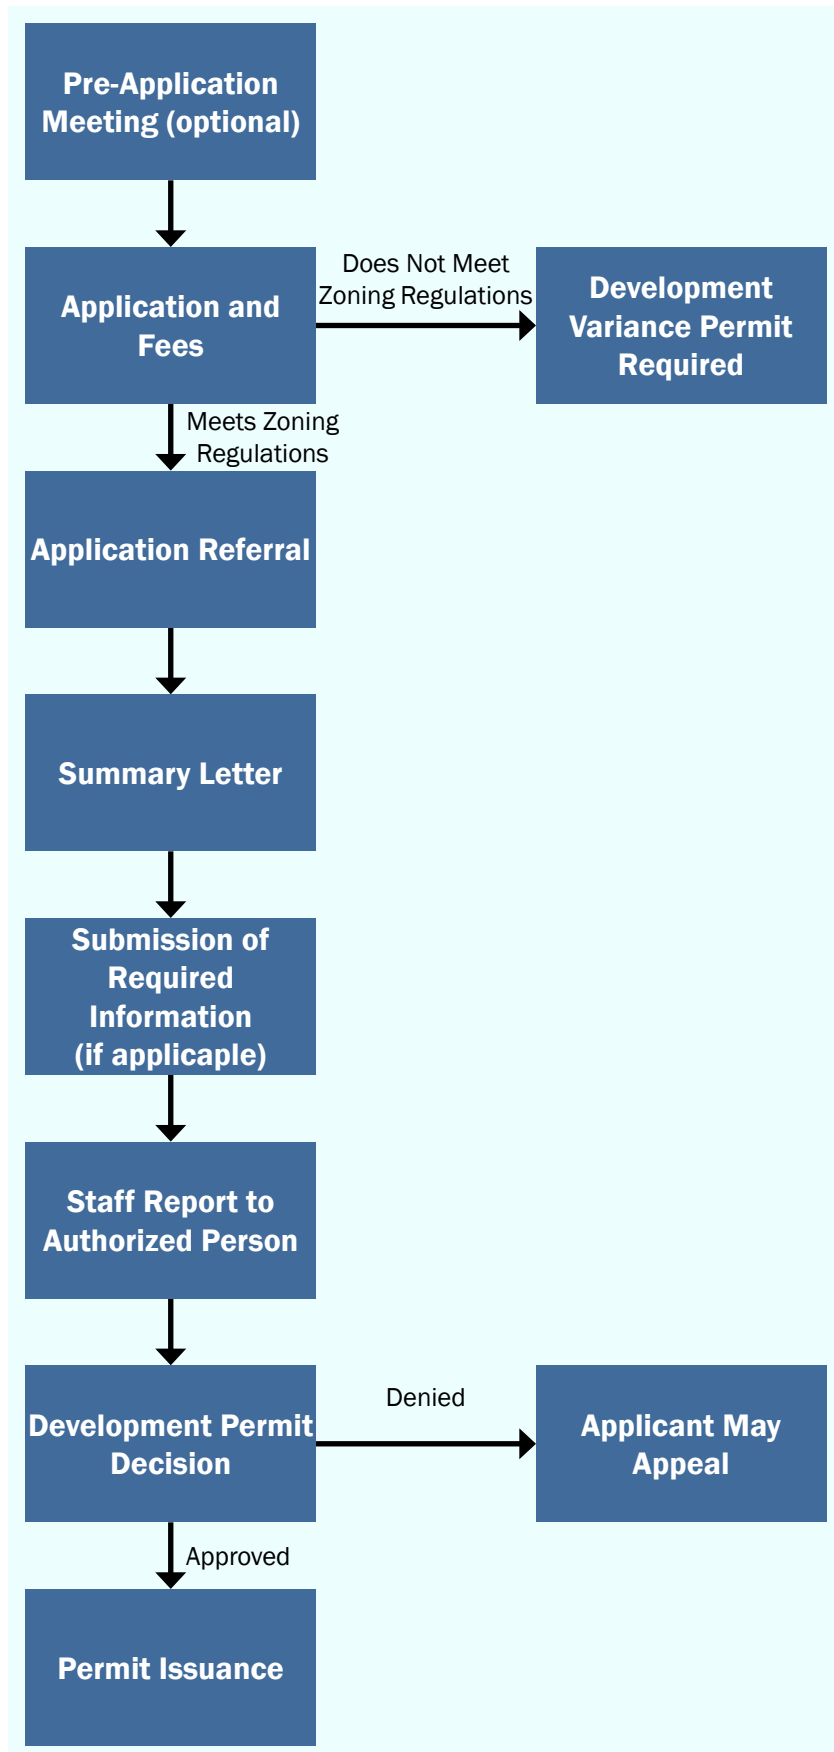 Pre-Application
Meeting (optional)
Application and
Fees
Does Not Meet
Zoning Regulations
Development
Variance Permit
Required
Meets Zoning
Regulations
Application Referral
Summary Letter
Submission of
Required
Information
(if applicaple)
Staff Report to
Authorized Person
Development Permit
Decision
Denied
Applicant May
Appeal
Approved
Permit Issuance